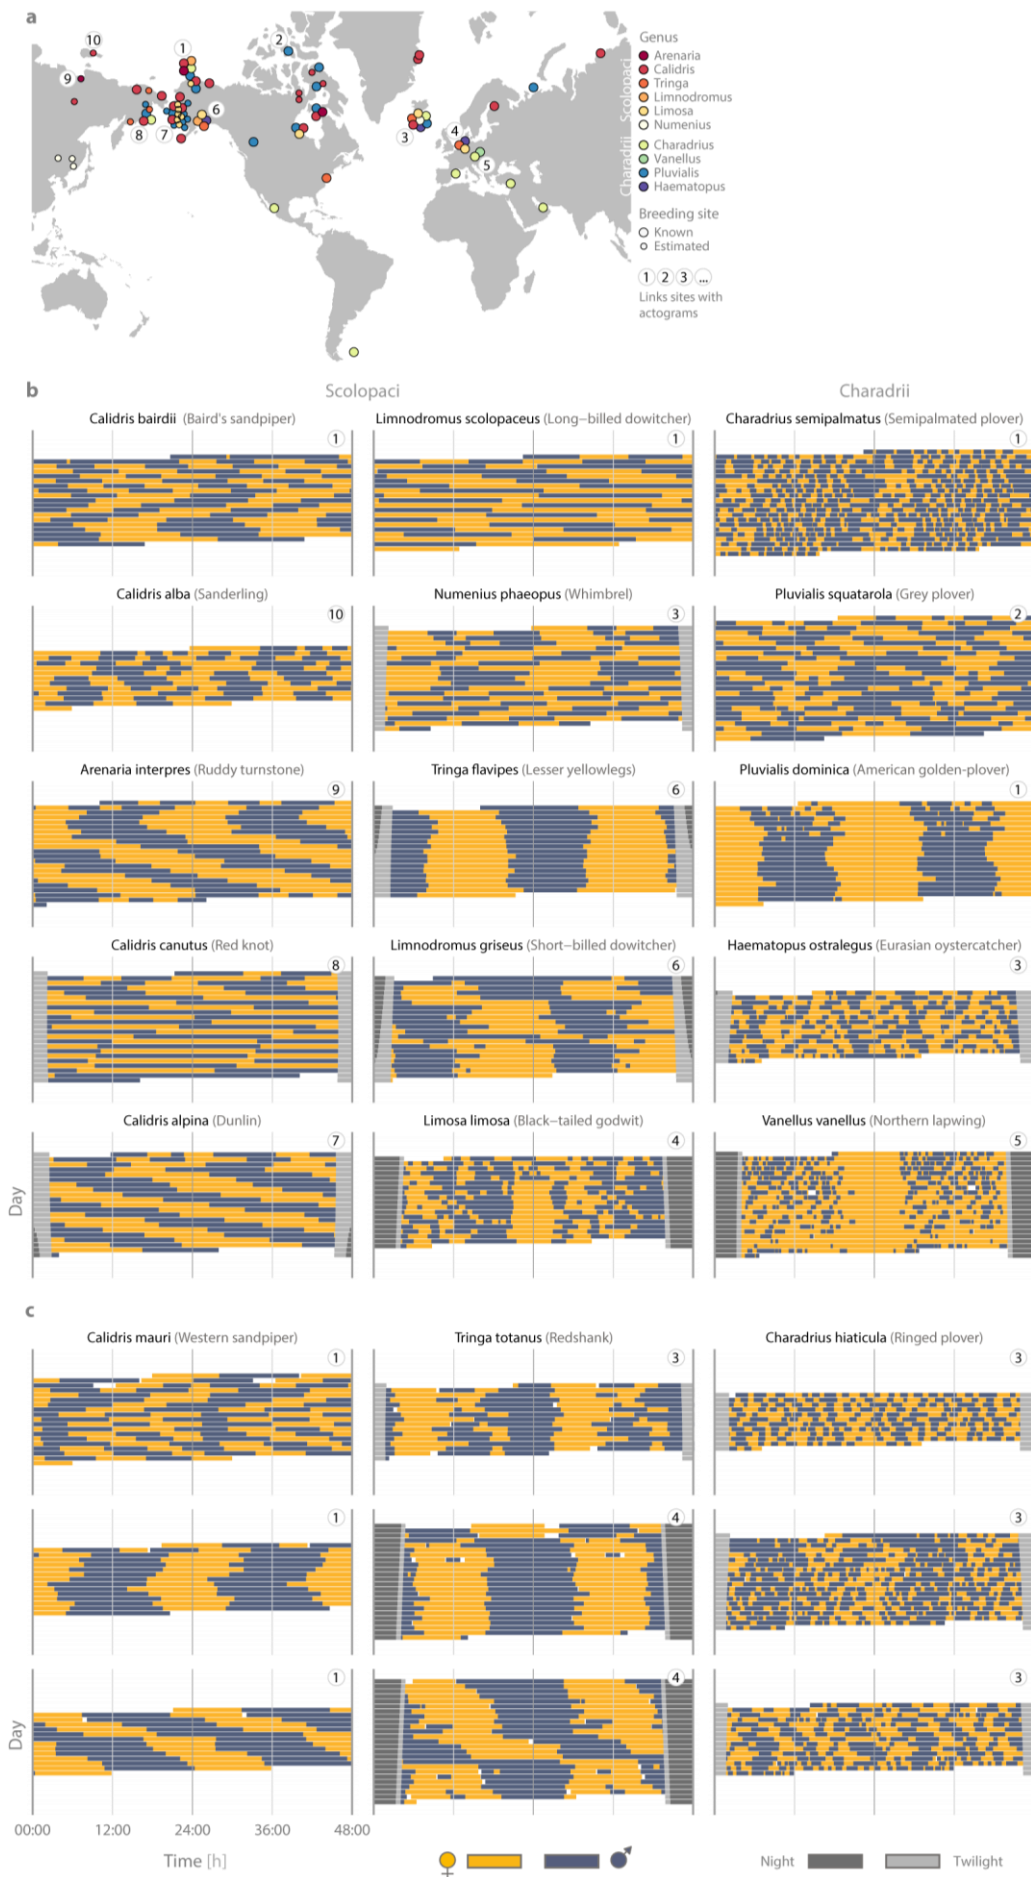 a
10
1
2
9
8
7
6
3
4
5
Genus
Scolopaci
Arenaria
Calidris
Tringa
Limnodromus
Limosa
Numenius
Charadrii
Charadrius
Vanellus
Pluvialis
Haematopus
Breeding site
Known
Estimated
1 2 3 ...
Links sites with
actograms
b
Scolopaci
Charadrii
Calidris bairdii (Baird's sandpiper)
Limnodromus scolopaceus (Long−billed dowitcher)
Charadrius semipalmatus (Semipalmated plover)
1
1
1
Calidris alba (Sanderling)
Numenius phaeopus (Whimbrel)
Pluvialis squatarola (Grey plover)
10
3
2
Arenaria interpres (Ruddy turnstone)
Tringa flavipes (Lesser yellowlegs)
Pluvialis dominica (American golden-plover)
9
6
1
Calidris canutus (Red knot)
Limnodromus griseus (Short−billed dowitcher)
Haematopus ostralegus (Eurasian oystercatcher)
8
6
3
Calidris alpina (Dunlin)
Limosa limosa (Black−tailed godwit)
Vanellus vanellus (Northern lapwing)
7
4
5
Day
c
Calidris mauri (Western sandpiper)
Tringa totanus (Redshank)
Charadrius hiaticula (Ringed plover)
1
3
3
1
4
3
1
4
3
Day
00:00 12:00 24:00 36:00 48:00
Time [h]
♀ ♂
Night
Twilight